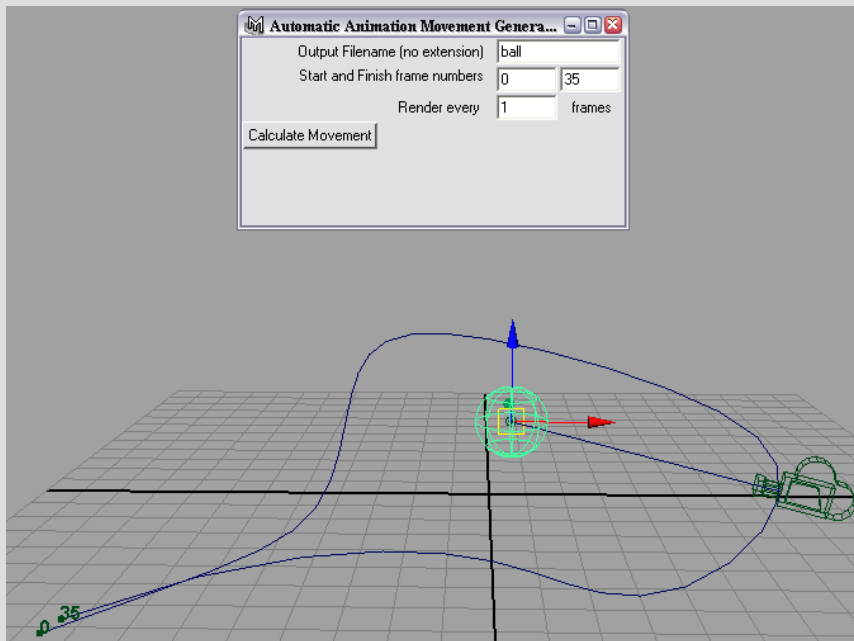 Automatic Animation Movement Genera...
Output Filename (no extension) ball
Start and Finish frame numbers 0 35
Render every 1 frames
Calculate Movement
35
0